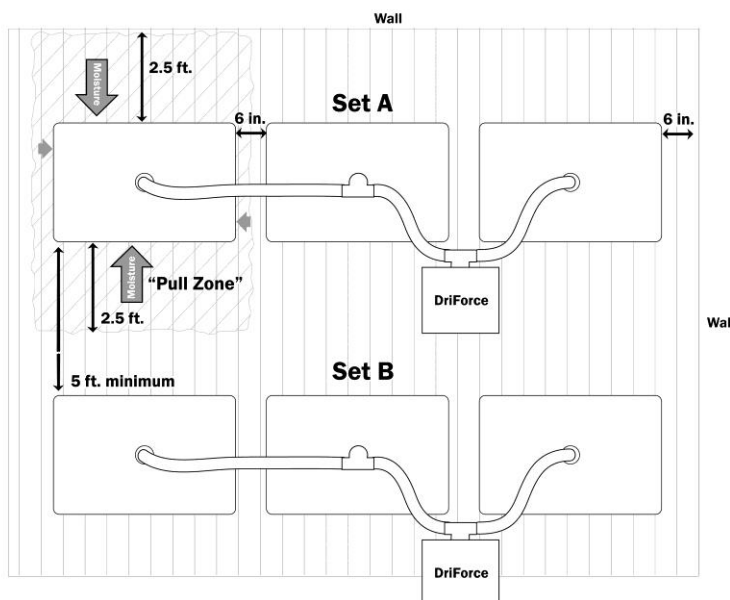 Wall
2.5 ft.
Moisture
Set A
6 in.
6 in.
Moisture
"Pull Zone"
2.5 ft.
DriForce
Wal
5 ft. minimum
Set B
DriForce